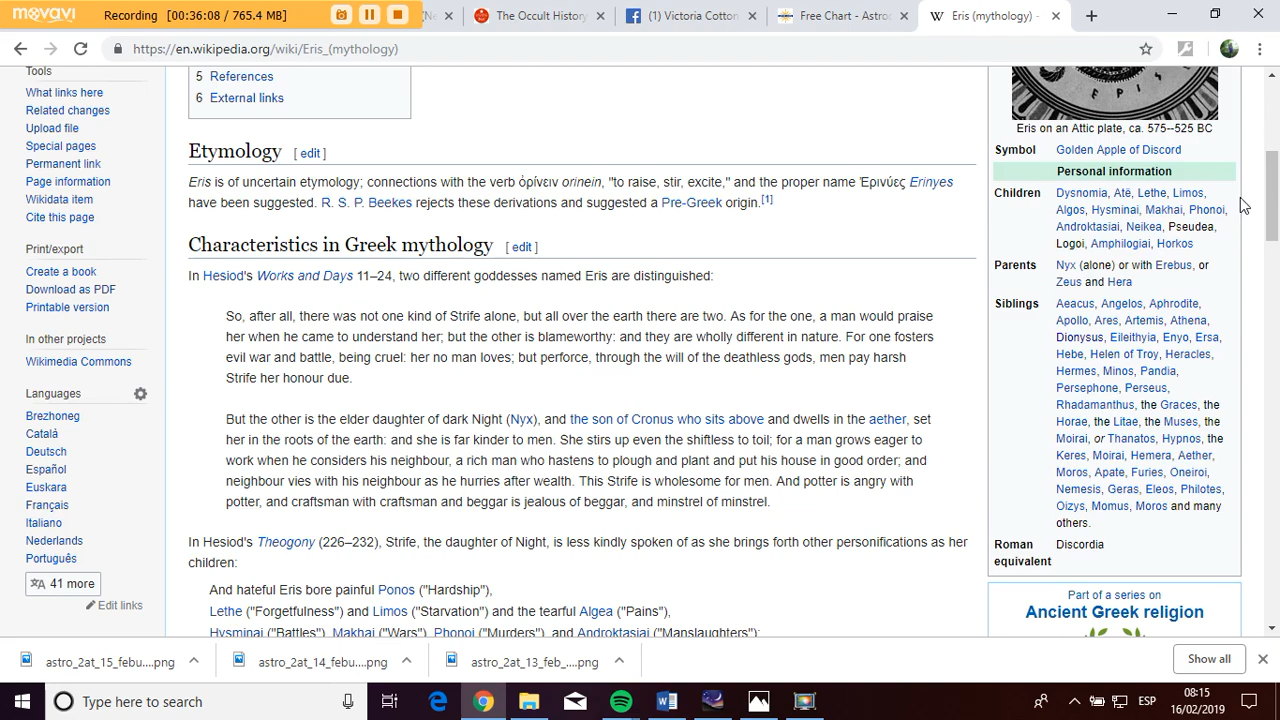 movavi
Recording 00:36:08 / 765.4 MB
The Occult History
(1) Victoria Cotton
Free Chart - Astro
Eris (mythology) -
https://en.wikipedia.org/wiki/Eris_(mythology)
Tools
What links here
Related changes
Upload file
Special pages
Permanent link
Page information
Wikidata item
Cite this page
Print/export
Create a book
Download as PDF
Printable version
In other projects
Wikimedia Commons
Languages
Brezhoneg
Català
Deutsch
Español
Euskara
Français
Italiano
Nederlands
Português
41 more
Edit links
5 References
6 External links
Etymology [ edit ]
Eris is of uncertain etymology; connections with the verb ὀρίνειν orinein, "to raise, stir, excite," and the proper name Ἐρινύες Erinyes
have been suggested. R. S. P. Beekes rejects these derivations and suggested a Pre-Greek origin.[1]
Characteristics in Greek mythology [ edit ]
In Hesiod's Works and Days 11–24, two different goddesses named Eris are distinguished:
So, after all, there was not one kind of Strife alone, but all over the earth there are two. As for the one, a man would praise
her when he came to understand her; but the other is blameworthy: and they are wholly different in nature. For one fosters
evil war and battle, being cruel: her no man loves; but perforce, through the will of the deathless gods, men pay harsh
Strife her honour due.
But the other is the elder daughter of dark Night (Nyx), and the son of Cronus who sits above and dwells in the aether, set
her in the roots of the earth: and she is far kinder to men. She stirs up even the shiftless to toil; for a man grows eager to
work when he considers his neighbour, a rich man who hastens to plough and plant and put his house in good order; and
neighbour vies with his neighbour as he hurries after wealth. This Strife is wholesome for men. And potter is angry with
potter, and craftsman with craftsman and beggar is jealous of beggar, and minstrel of minstrel.
In Hesiod's Theogony (226–232), Strife, the daughter of Night, is less kindly spoken of as she brings forth other personifications as her
children:
And hateful Eris bore painful Ponos ("Hardship"),
Lethe ("Forgetfulness") and Limos ("Starvation") and the tearful Algea ("Pains"),
Hysminai ("Battles"), Makhai ("Wars"), Phonoi ("Murders"), and Androktasiai ("Manslaughters");
Eris on an Attic plate, ca. 575--525 BC
Symbol Golden Apple of Discord
Personal information
Children Dysnomia, Atë, Lethe, Limos,
Algos, Hysminai, Makhai, Phonoi,
Androktasiai, Neikea, Pseudea,
Logoi, Amphilogiai, Horkos
Parents Nyx (alone) or with Erebus, or
Zeus and Hera
Siblings Aeacus, Angelos, Aphrodite,
Apollo, Ares, Artemis, Athena,
Dionysus, Eileithyia, Enyo, Ersa,
Hebe, Helen of Troy, Heracles,
Hermes, Minos, Pandia,
Persephone, Perseus,
Rhadamanthus, the Graces, the
Horae, the Litae, the Muses, the
Moirai, or Thanatos, Hypnos, the
Keres, Moirai, Hemera, Aether,
Moros, Apate, Furies, Oneiroi,
Nemesis, Geras, Eleos, Philotes,
Oizys, Momus, Moros and many
others.
Roman Discordia
equivalent
Part of a series on
Ancient Greek religion
astro_2at_15_febu....png
astro_2at_14_febu....png
astro_2at_13_feb_....png
Show all
Type here to search
ESP
08:15
16/02/2019